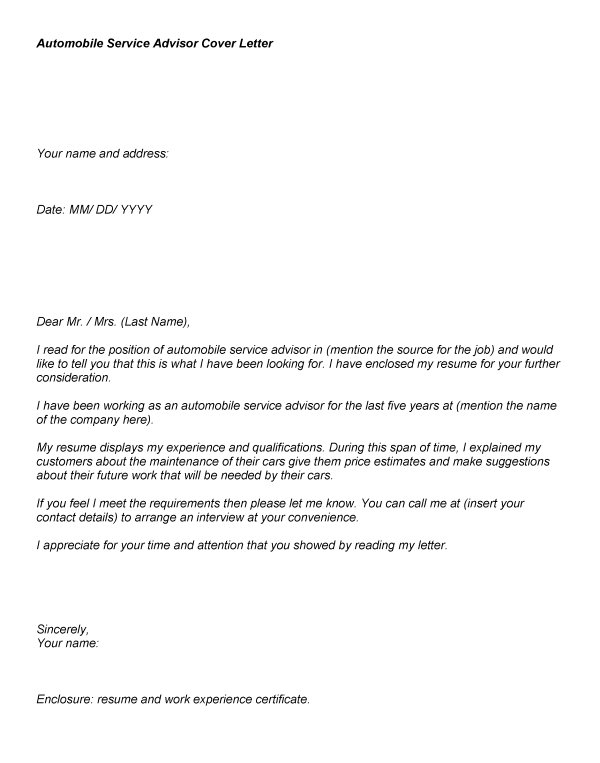 Automobile Service Advisor Cover Letter
Your name and address:
Date: MM/ DD/ YYYY
Dear Mr. / Mrs. (Last Name),
I read for the position of automobile service advisor in (mention the source for the job) and would
like to tell you that this is what I have been looking for. I have enclosed my resume for your further
consideration.
I have been working as an automobile service advisor for the last five years at (mention the name
of the company here).
My resume displays my experience and qualifications. During this span of time, I explained my
customers about the maintenance of their cars give them price estimates and make suggestions
about their future work that will be needed by their cars.
If you feel I meet the requirements then please let me know. You can call me at (insert your
contact details) to arrange an interview at your convenience.
I appreciate for your time and attention that you showed by reading my letter.
Sincerely,
Your name:
Enclosure: resume and work experience certificate.